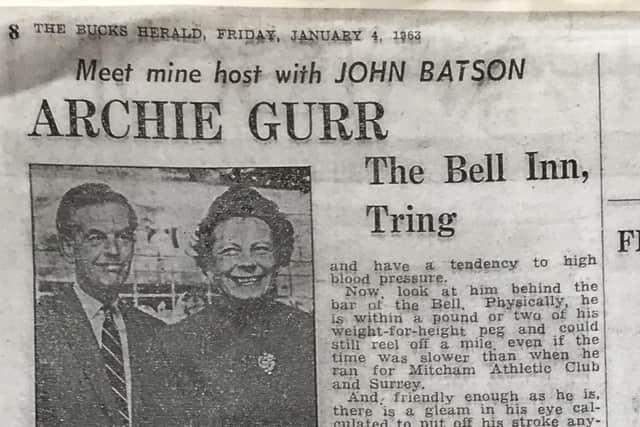 8 THE BUCKS HERALD, FRIDAY, JANUARY 4, 1963
Meet mine host with JOHN BATSON
ARCHIE GURR
The Bell Inn,
Tring
and have a tendency to high
blood pressure.
Now look at him behind the
bar of the Bell. Physically, he
is within a pound or two of his
weight-for-height peg and could
still reel off a mile even if the
time was slower than when he
ran for Mitcham Athletic Club
and Surrey.
And, friendly enough as he is,
there is a gleam in his eye cal-
culated to put off his stroke any-